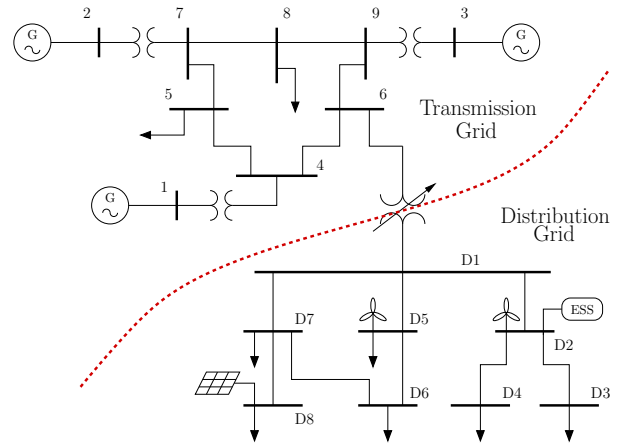 2
7
8
9
3
G
G
5
6
Transmission
Grid
4
1
G
Distribution
Grid
D1
ESS
D7
D5
D2
D8
D6
D4
D3